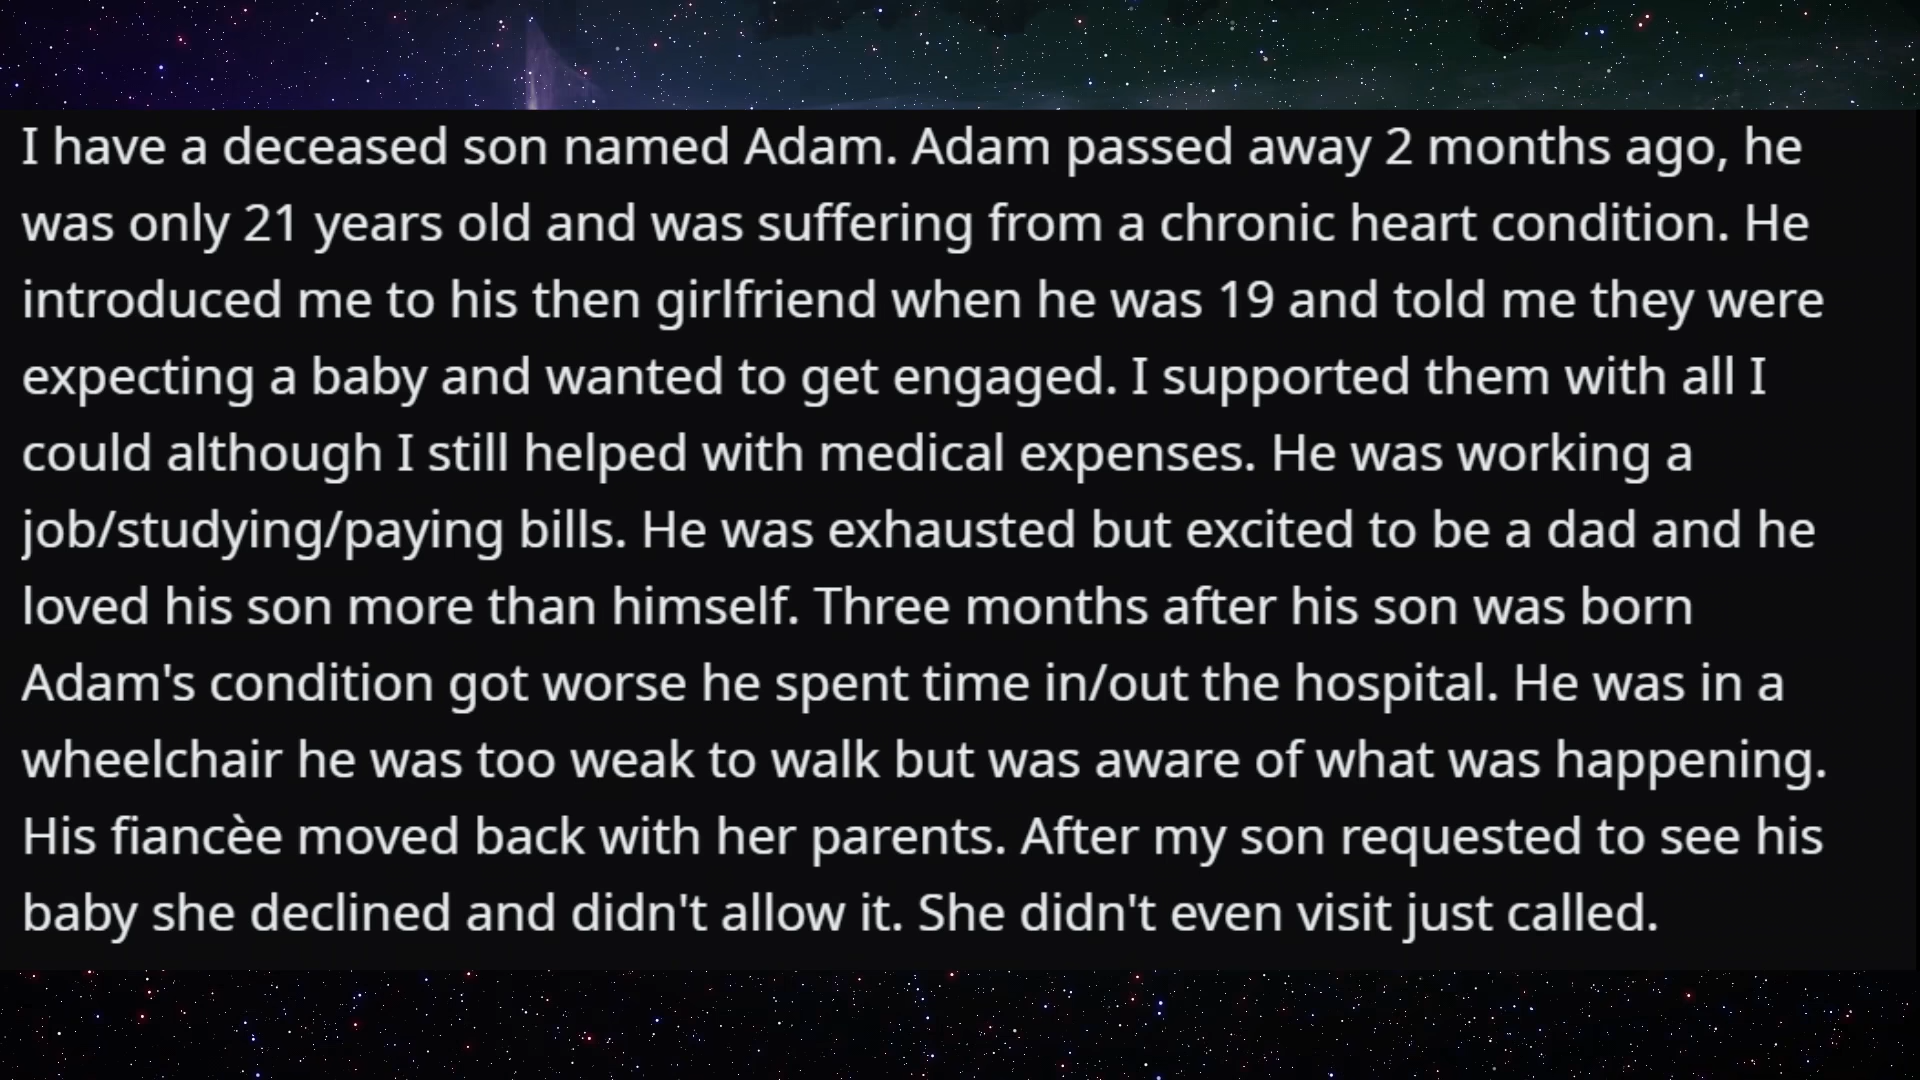 I have a deceased son named Adam. Adam passed away 2 months ago, he
was only 21 years old and was suffering from a chronic heart condition. He
introduced me to his then girlfriend when he was 19 and told me they were
expecting a baby and wanted to get engaged. I supported them with all I
could although I still helped with medical expenses. He was working a
job/studying/paying bills. He was exhausted but excited to be a dad and he
loved his son more than himself. Three months after his son was born
Adam's condition got worse he spent time in/out the hospital. He was in a
wheelchair he was too weak to walk but was aware of what was happening.
His fiancèe moved back with her parents. After my son requested to see his
baby she declined and didn't allow it. She didn't even visit just called.